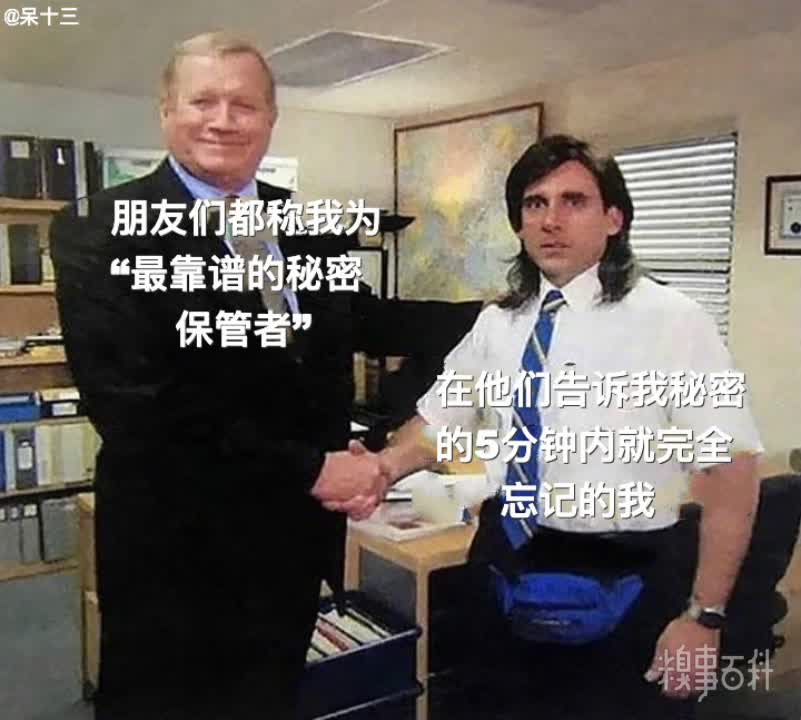 @呆十三
朋友们都称我为
“最靠谱的秘密
保管者”
在他们告诉我秘密
的5分钟内就完全
忘记的我
糗事百科